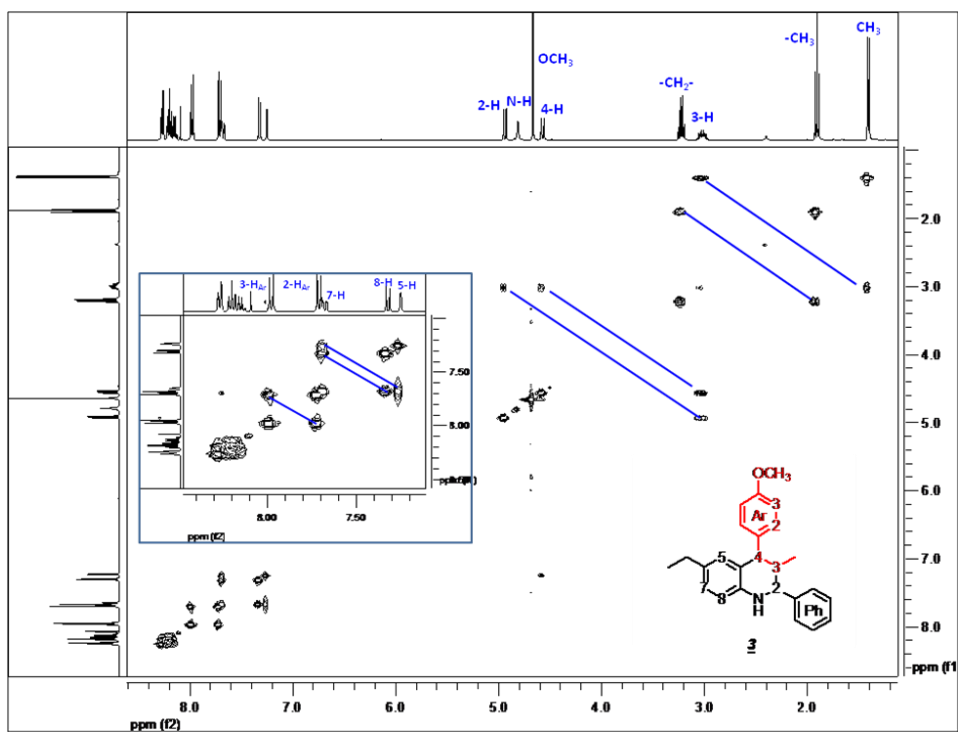 OCH3
-CH3
CH3
2-H
N-H
4-H
-CH2-
3-H
2.0
3.0
4.0
5.0
6.0
7.0
8.0
ppm (f1
3-HAr
2-HAr
7-H
8-H
5-H
7.50
8.00
ppm (f
8.00
7.50
ppm (f2)
OCH3
3
Ar
2
5
4
3
7
8
2
N
H
Ph
3
8.0
7.0
6.0
5.0
4.0
3.0
2.0
ppm (f2)